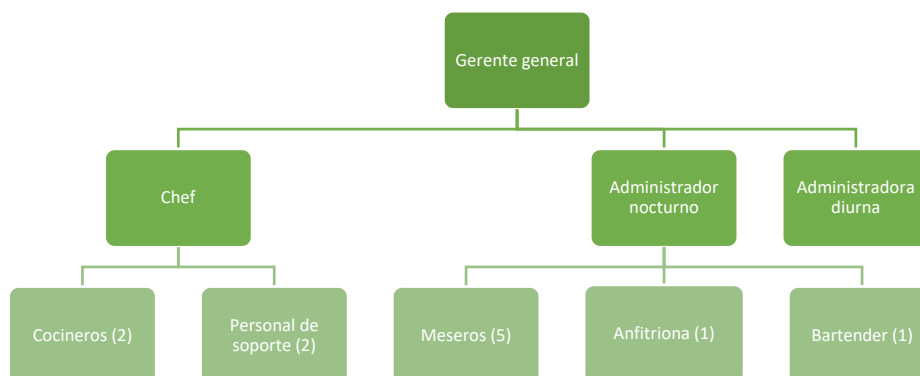 Gerente general
Chef
Administrador
nocturno
Administradora
diurna
Cocineros (2)
Personal de
soporte (2)
Meseros (5)
Anfitriona (1)
Bartender (1)